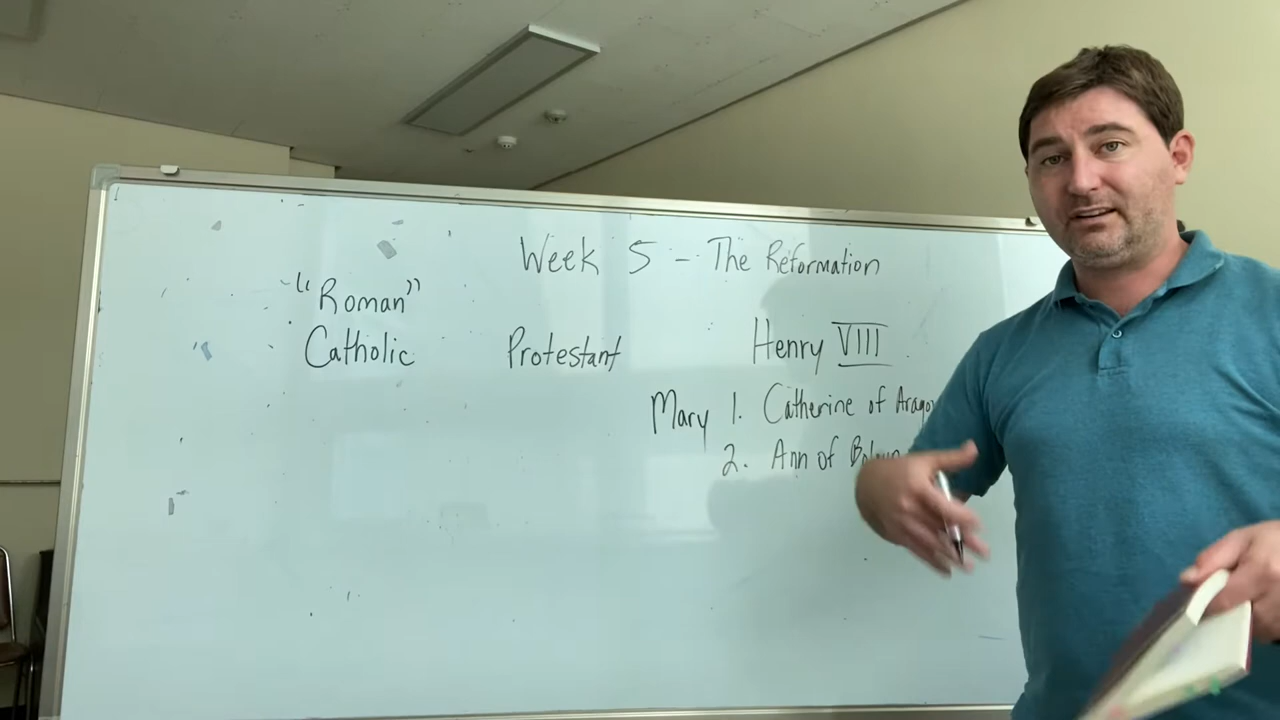 Week 5 - The Reformation
"Roman"
Catholic
Protestant
Henry VIII
Mary 1. Catherine of
2. Ann of